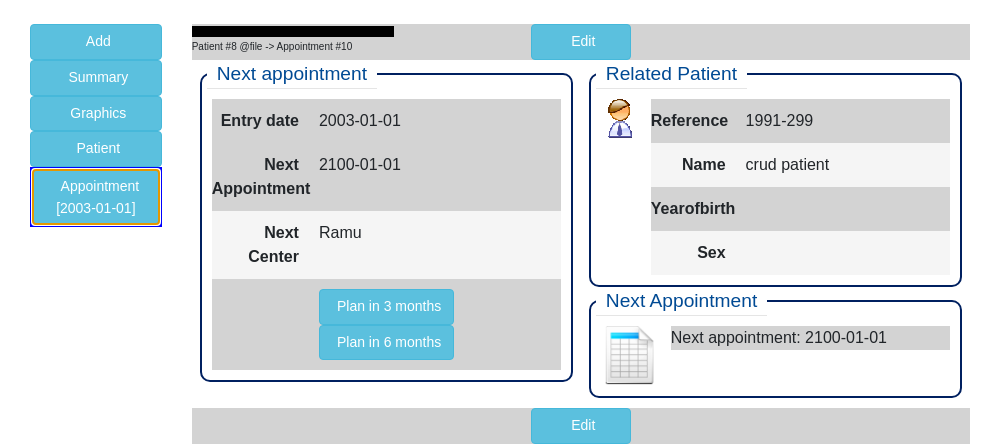 Add
Summary
Graphics
Patient
Appointment
[2003-01-01]
Patient #8 @file -> Appointment #10
Edit
Next appointment
Entry date 2003-01-01
Next 2100-01-01
Appointment
Next Ramu
Center
Plan in 3 months
Plan in 6 months
Related Patient
Reference 1991-299
Name crud patient
Yearofbirth
Sex
Next Appointment
Next appointment: 2100-01-01
Edit